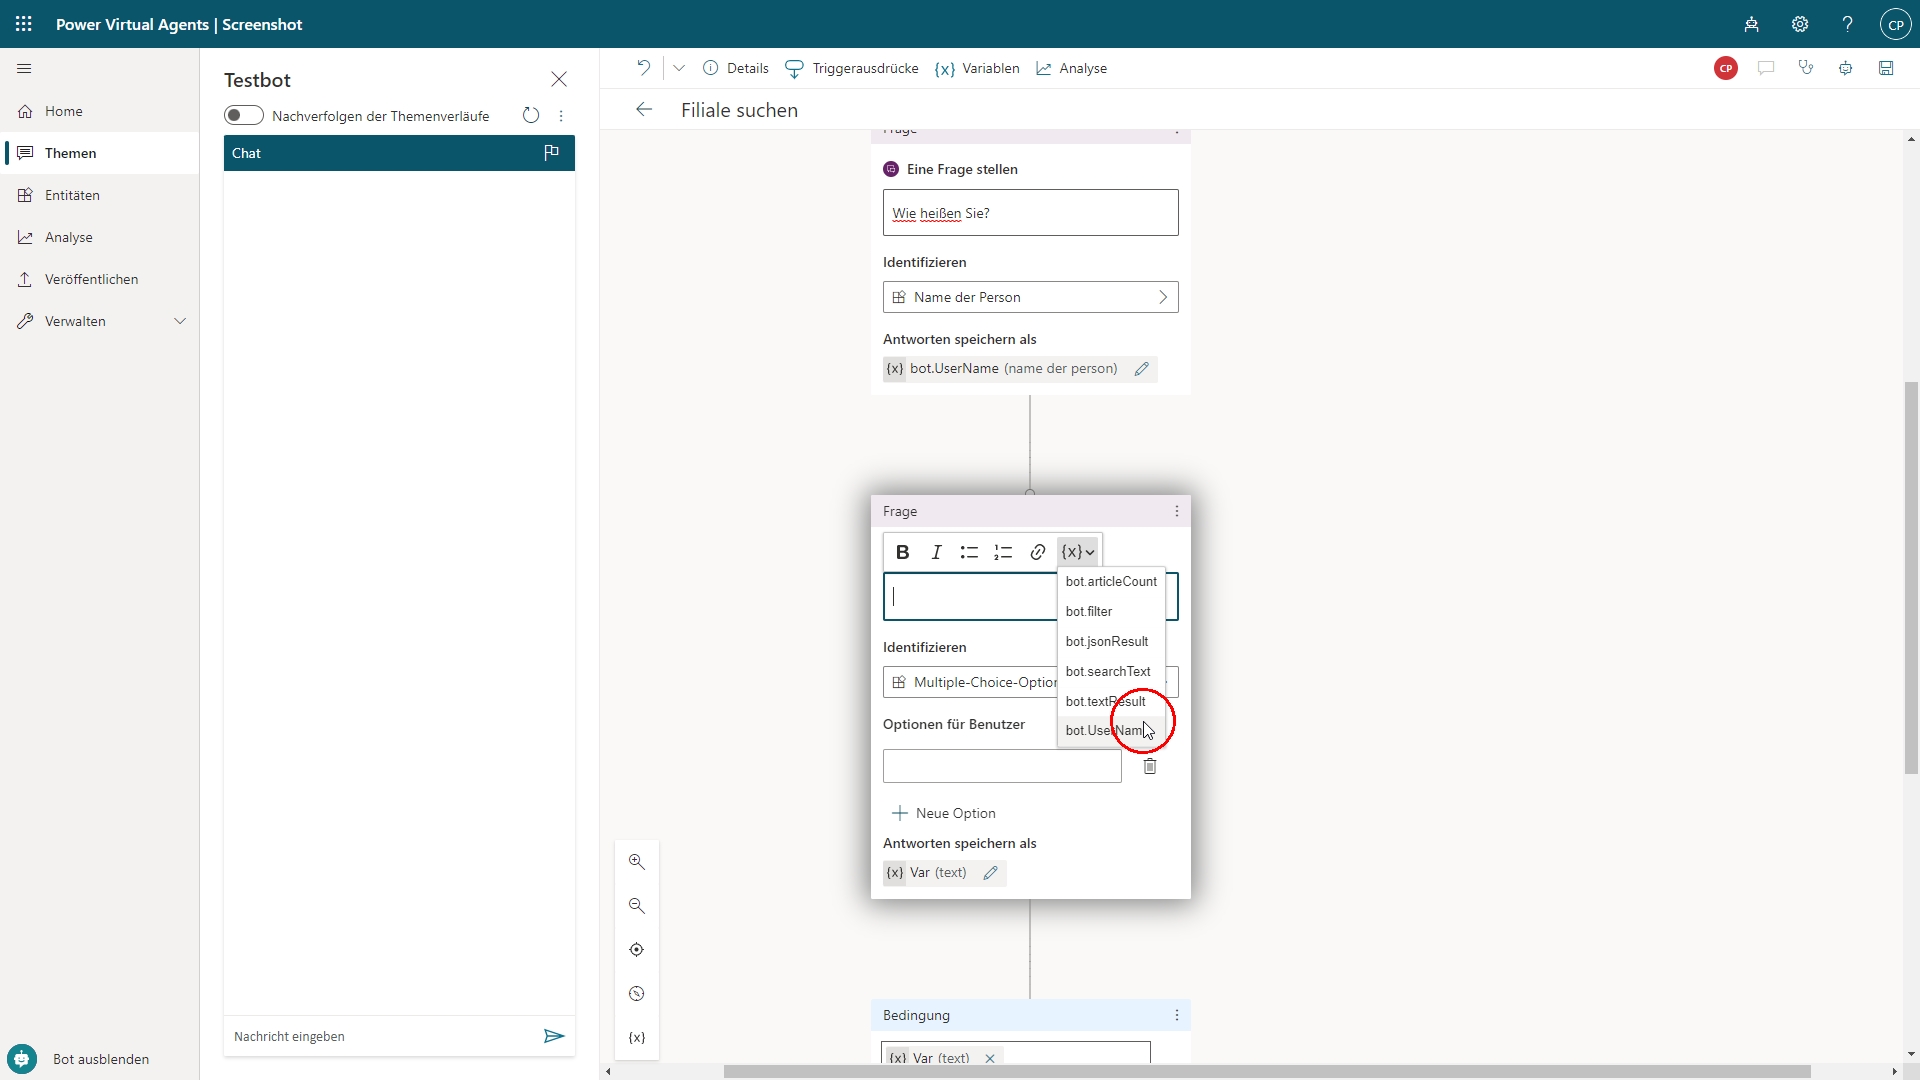 Power Virtual Agents | Screenshot
CP
Home
Themen
Entitäten
Analyse
Veröffentlichen
Verwalten
Bot ausblenden
Testbot
Nachverfolgen der Themenverläufe
Chat
Nachricht eingeben
Details
Triggerausdrücke
{x} Variablen
Analyse
CP
Filiale suchen
Frage
Eine Frage stellen
Wie heißen Sie?
Identifizieren
Name der Person
Antworten speichern als
{x} bot.UserName (name der person)
Frage
B I {x}
bot.articleCount
bot.filter
bot.jsonResult
bot.searchText
bot.textResult
bot.UserName
Identifizieren
Multiple-Choice-Option
Optionen für Benutzer
Neue Option
Antworten speichern als
{x} Var (text)
{x}
Bedingung
{x} Var (text)